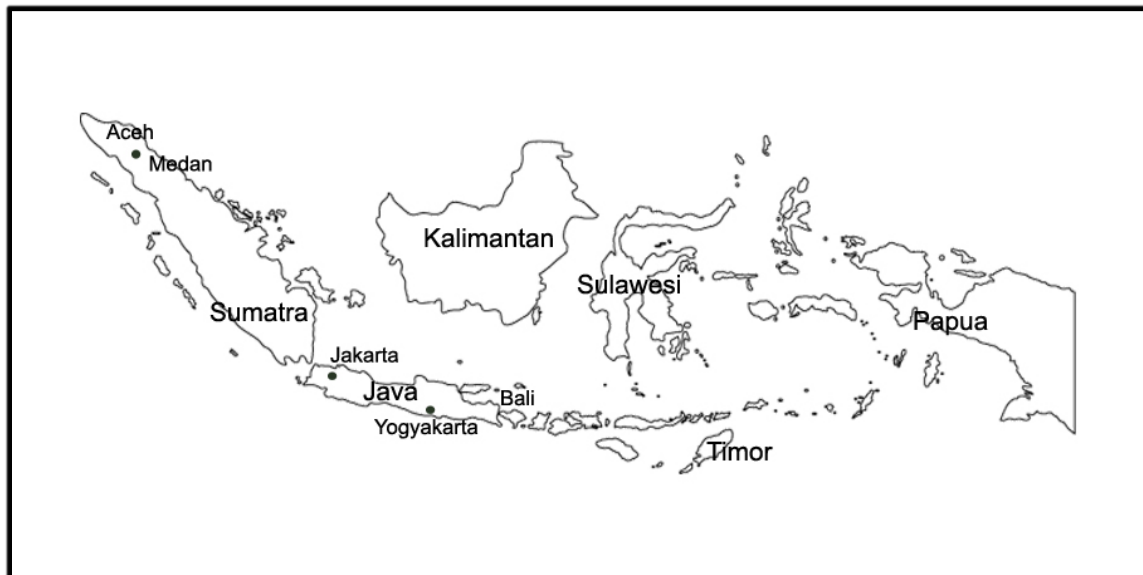 Aceh
Medan
Kalimantan
Sulawesi
Sumatra
Papua
Jakarta
Java
Bali
Yogyakarta
Timor